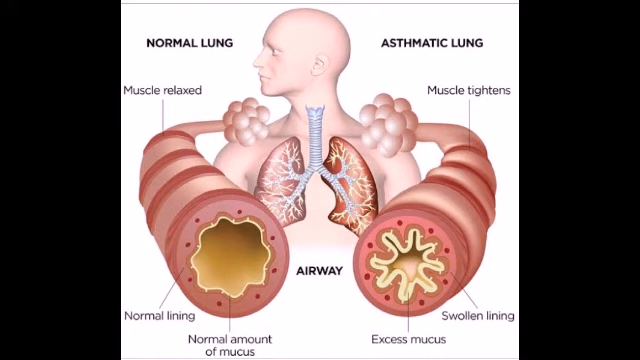 NORMAL LUNG
ASTHMATIC LUNG
Muscle relaxed
Muscle tightens
AIRWAY
Normal lining
Swollen lining
Normal amount
of mucus
Excess mucus